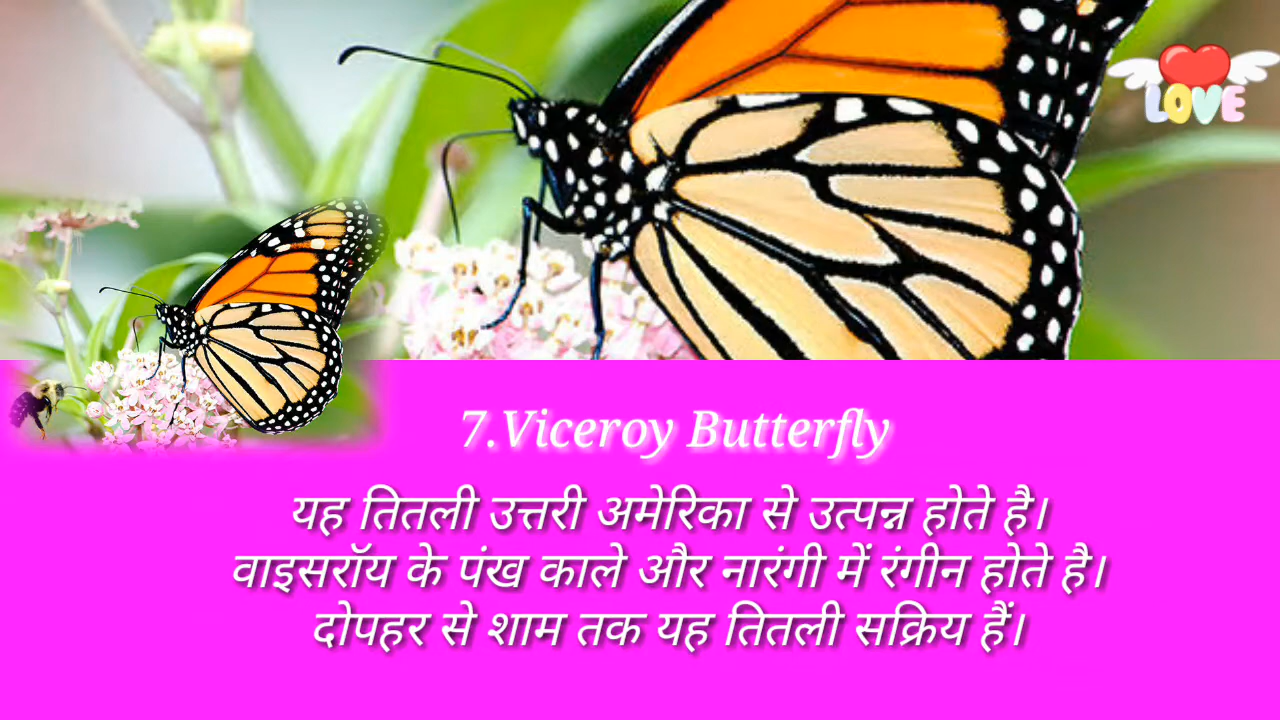 LOVE
7.Viceroy Butterfly
यह तितली उत्तरी अमेरिका से उत्पन्न होते है।
वाइसरॉय के पंख काले और नारंगी में रंगीन होते है।
दोपहर से शाम तक यह तितली सक्रिय हैं।